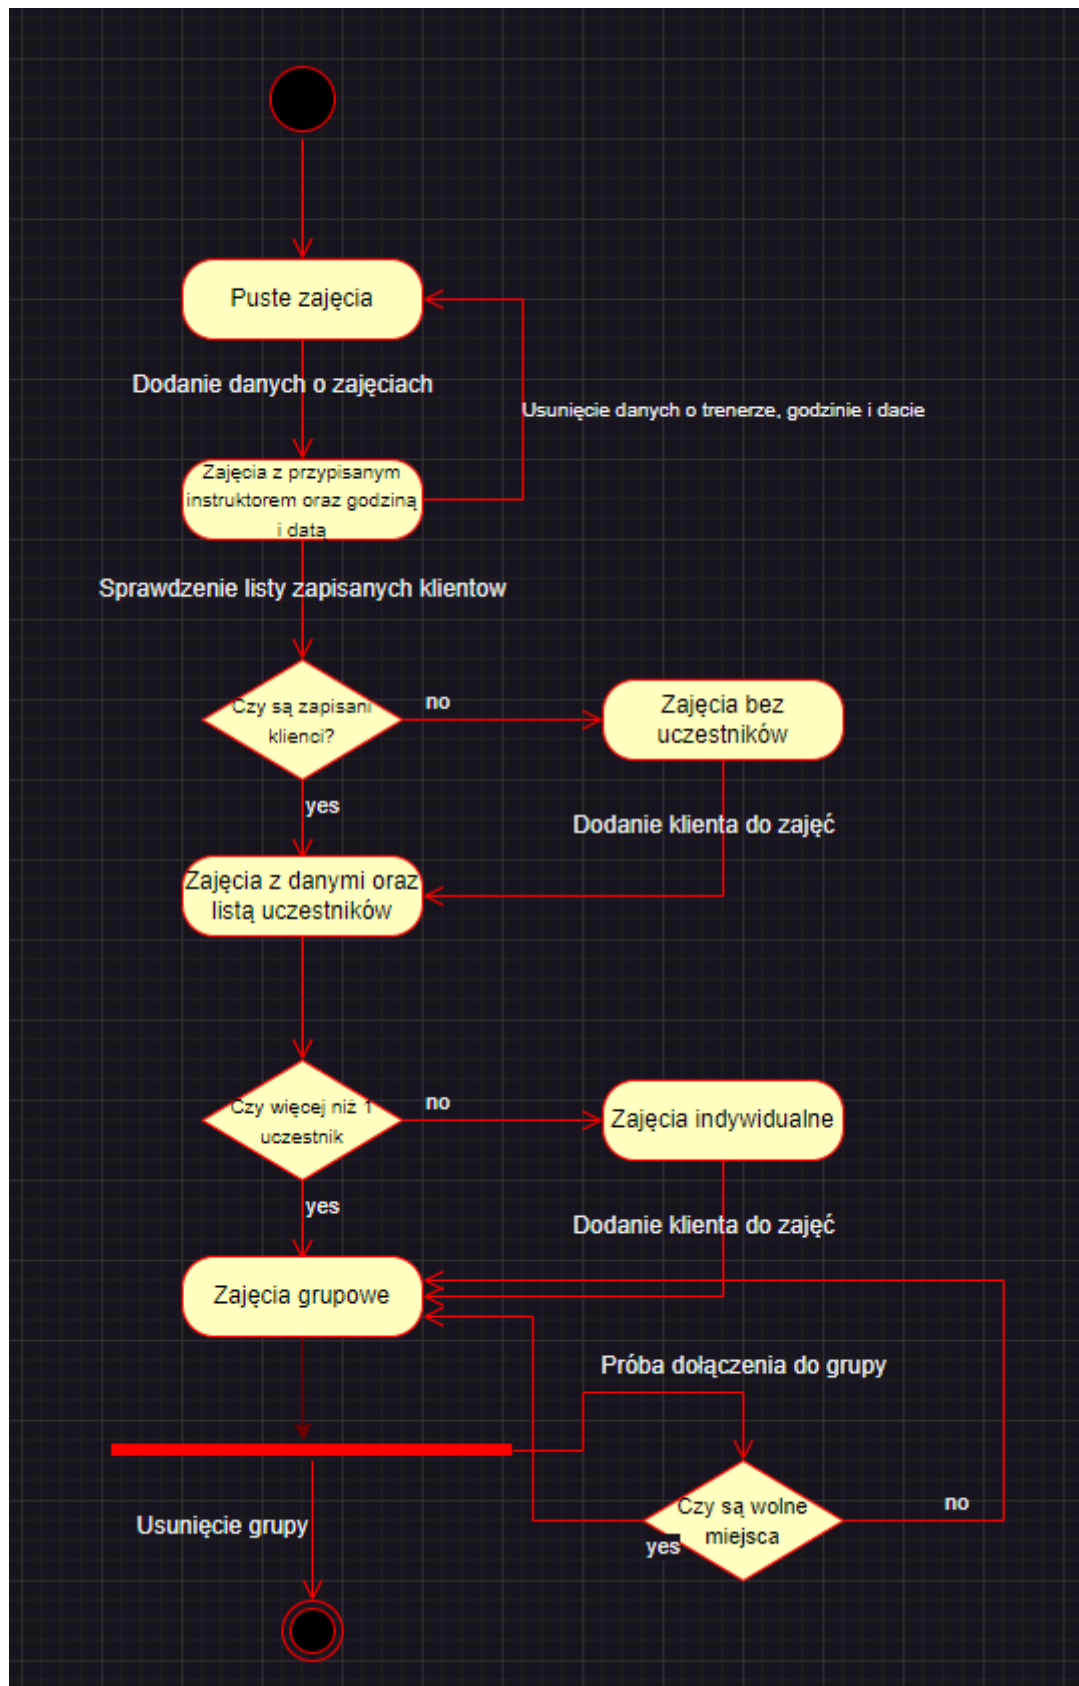 Puste zajęcia
Dodanie danych o zajęciach
Usunięcie danych o trenerze, godzinie i dacie
Zajęcia z przypisanym
instruktorem oraz godziną
i datą
Sprawdzenie listy zapisanych klientow
Czy są zapisani
klienci?
no
Zajęcia bez
uczestników
yes
Dodanie klienta do zajęć
Zajęcia z danymi oraz
listą uczestników
Czy więcej niż 1
uczestnik
no
Zajęcia indywidualne
yes
Dodanie klienta do zajęć
Zajęcia grupowe
Próba dołączenia do grupy
Czy są wolne
miejsca
no
yes
Usunięcie grupy